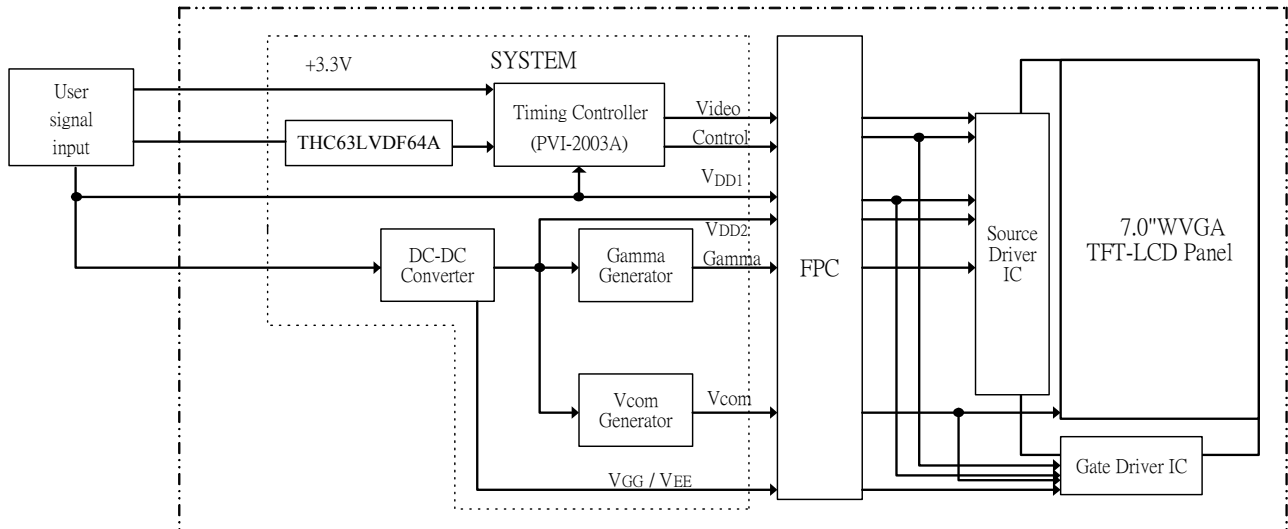 SYSTEM
+3.3V
User
signal
input
Timing Controller
(PVI-2003A)
THC63LVDF64A
Video
Control
VDD1
VDD2
DC-DC
Converter
Gamma
Generator
Gamma
Vcom
Generator
Vcom
VGG / VEE
FPC
Source
Driver
IC
7.0"WVGA
TFT-LCD Panel
Gate Driver IC